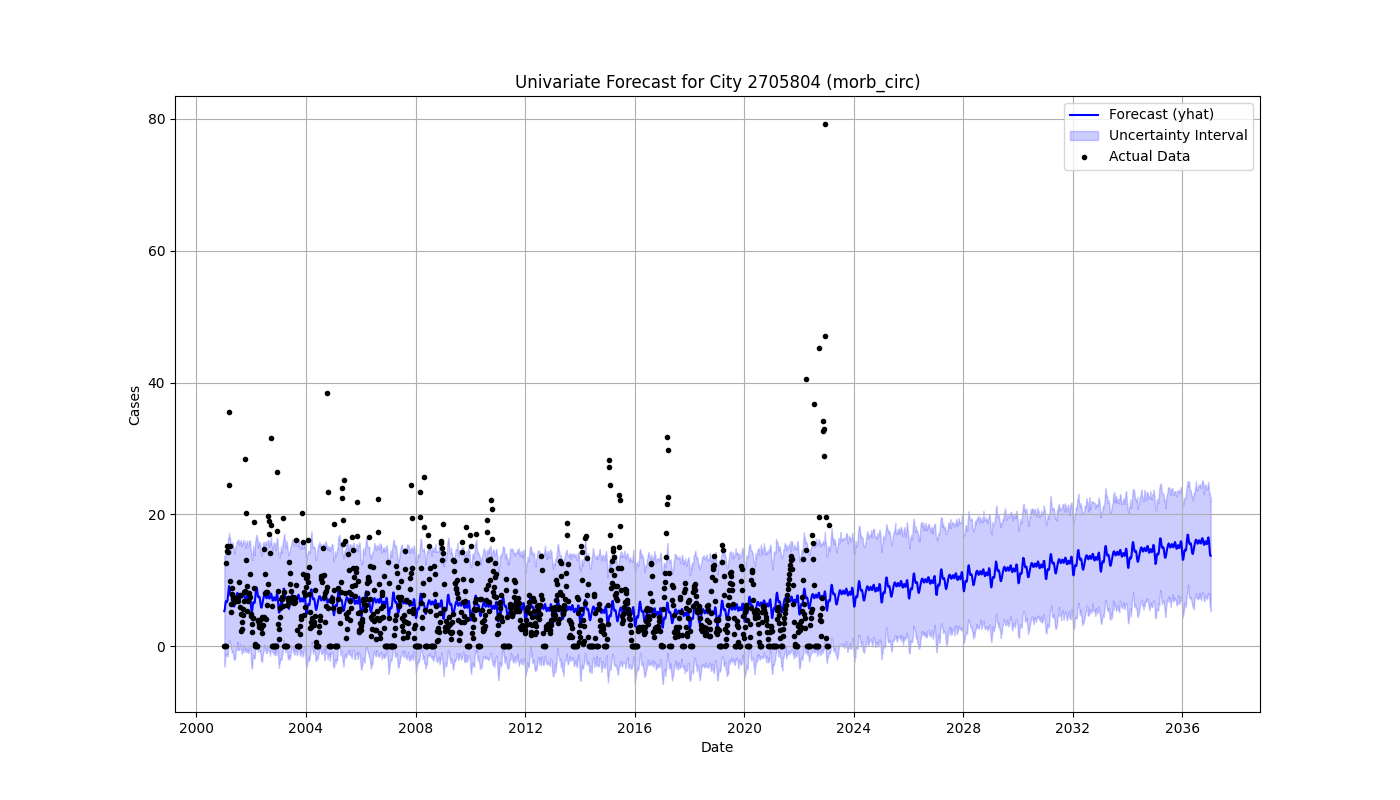 Univariate Forecast for City 2705804 (morb_circ)
Forecast (yhat)
Uncertainty Interval
Actual Data
80
60
40
20
0
Cases
2000 2004 2008 2012 2016 2020 2024 2028 2032 2036
Date